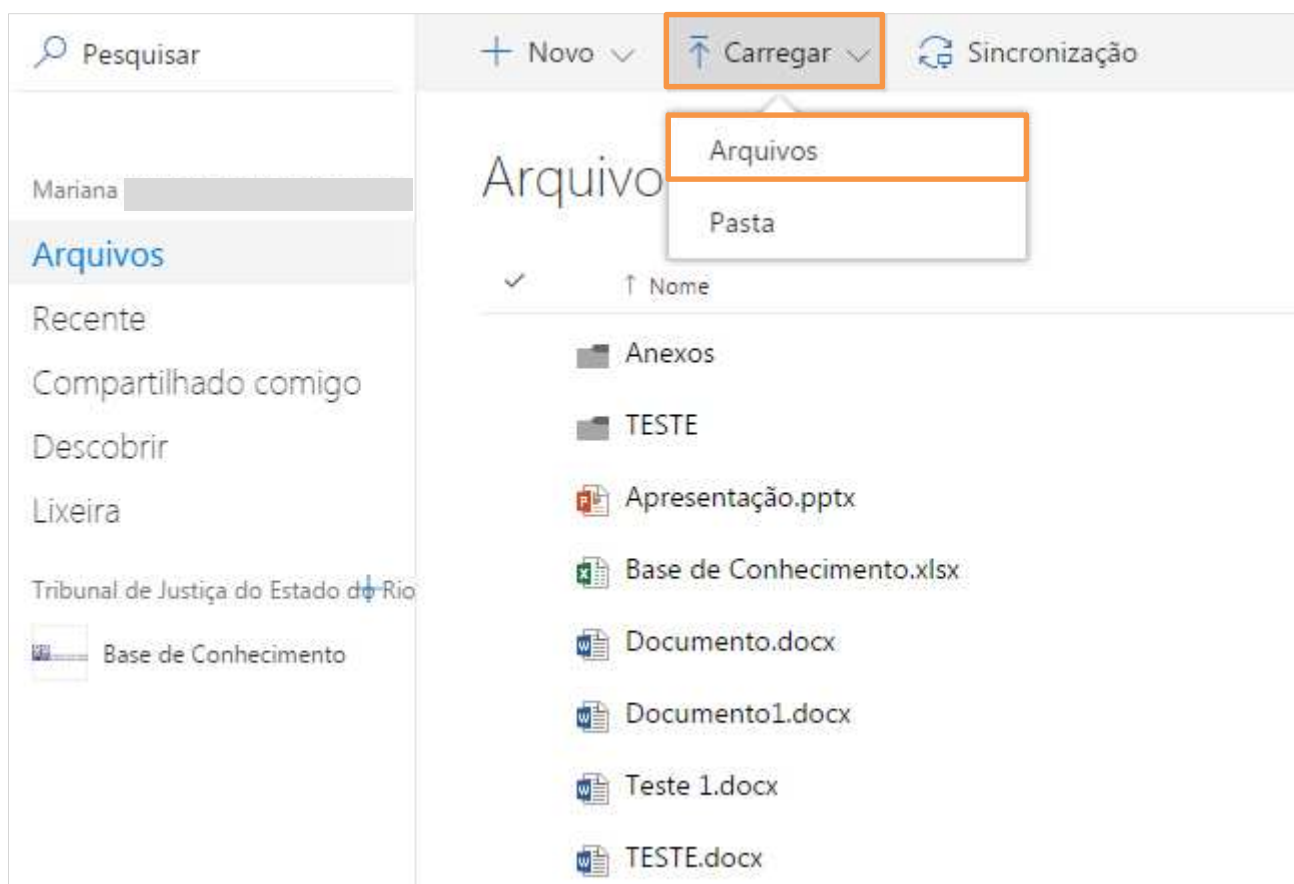 Pesquisar
Novo
Carregar
Sincronização
Arquivos
Pasta
Mariana
Arquivos
Recente
Compartilhado comigo
Descobrir
Lixeira
Tribunal de Justiça do Estado do Rio
Base de Conhecimento
Arquivo
Nome
Anexos
TESTE
Apresentação.pptx
Base de Conhecimento.xlsx
Documento.docx
Documento1.docx
Teste 1.docx
TESTE.docx